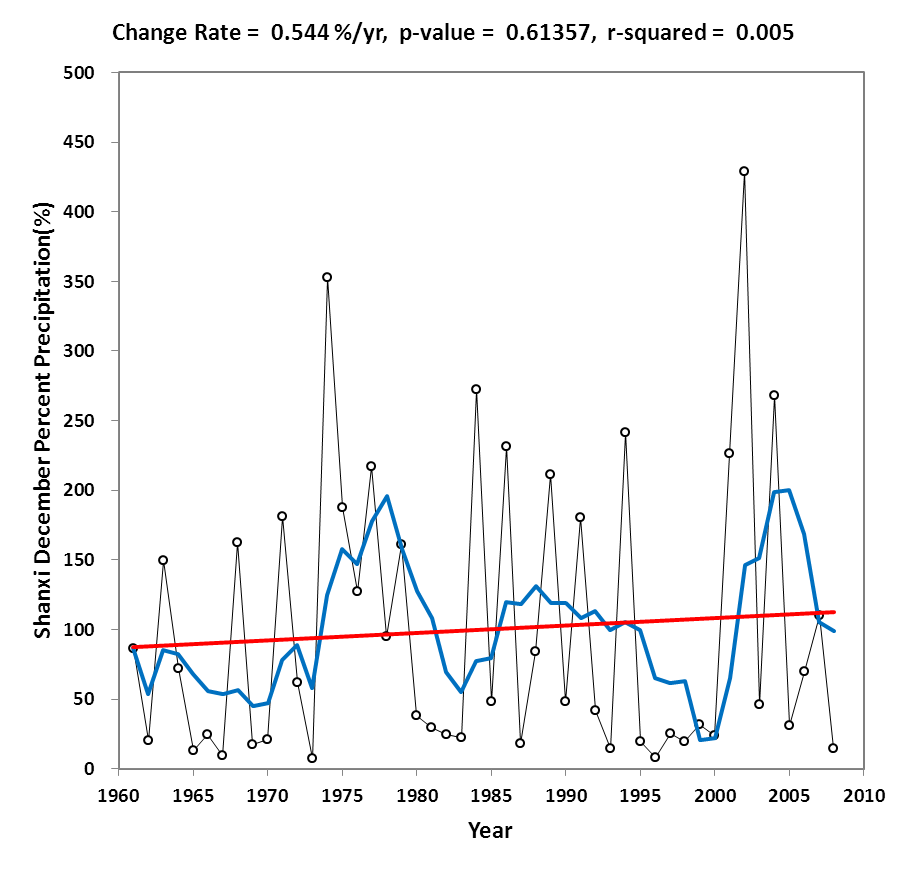 Change Rate = 0.544 %/yr, p-value = 0.61357, r-squared = 0.005
500
450
400
350
300
250
200
150
100
50
0
Shanxi December Percent Precipitation(%)
1960 1965 1970 1975 1980 1985 1990 1995 2000 2005 2010
Year